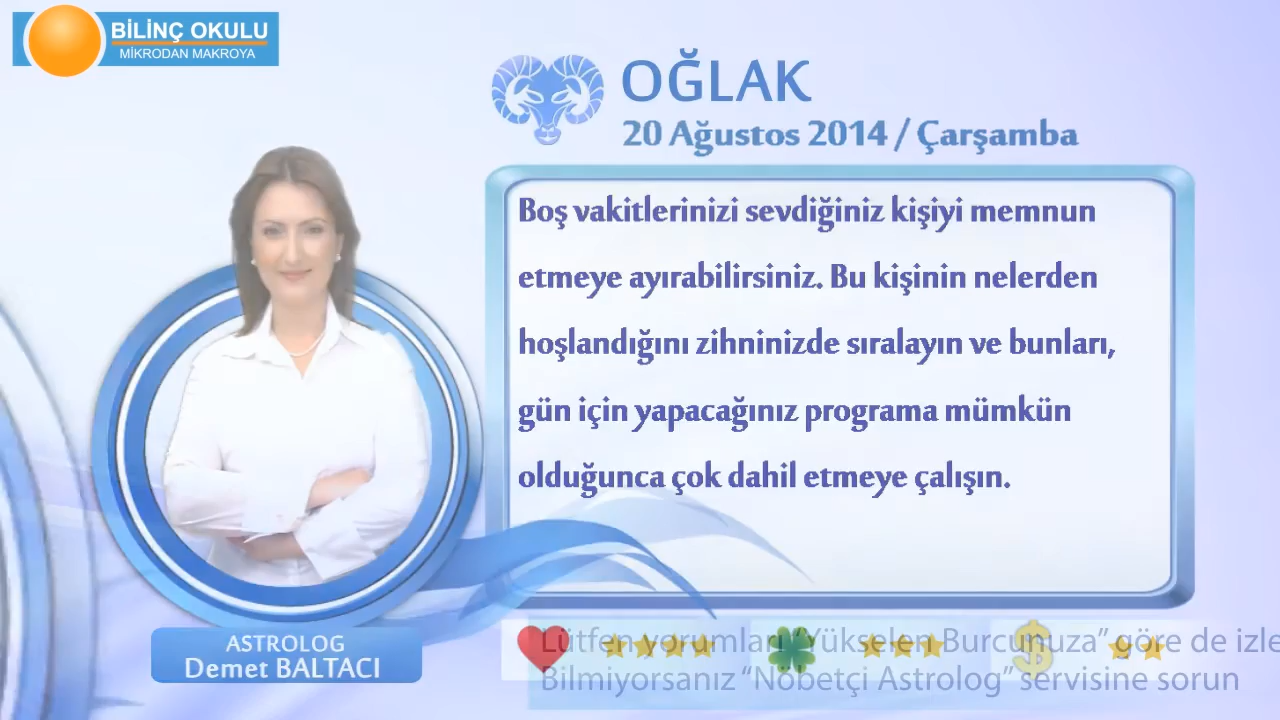 BİLİNÇ OKULU
MİKRODAN MAKROYA
OĞLAK
20 Ağustos 2014 / Çarşamba
Boş vakitlerinizi sevdiğiniz kişiyi memnun
etmeye ayırabilirsiniz. Bu kişinin nelerden
hoşlandığını zihninizde sıralayın ve bunları,
gün için yapacağınız programa mümkün
olduğunca çok dahil etmeye çalışın.
ASTROLOG
Demet BALTACI
Lütfen yorumları "Yükselen Burcunuza" göre de izle
Bilmiyorsanız "Nöbetçi Astrolog" servisine sorun